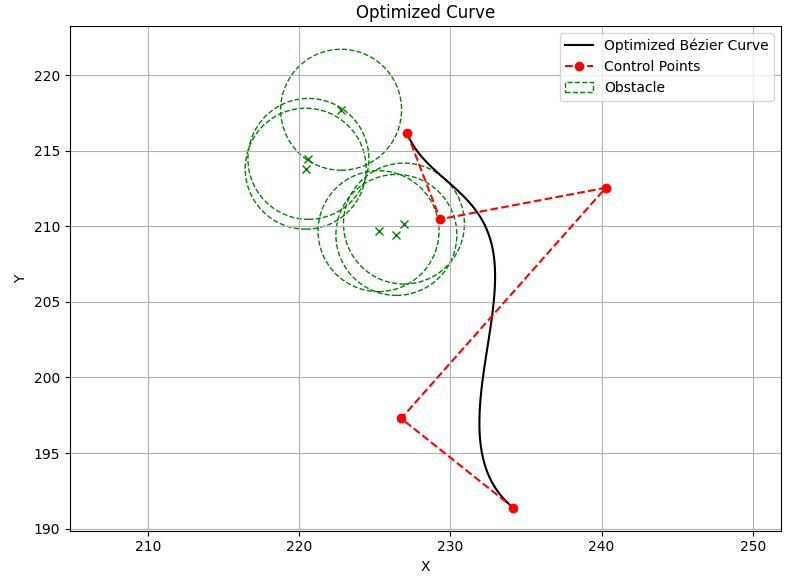 Optimized Curve
Optimized Bézier Curve
Control Points
Obstacle
Y
220
215
210
205
200
195
190
210
220
230
240
250
X